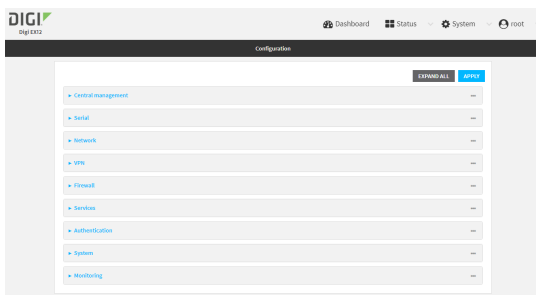 DIGI
Digi EX12
Dashboard Status System root
Configuration
EXPAND ALL APPLY
Central management
Serial
Network
VPN
Firewall
Services
Authentication
System
Monitoring